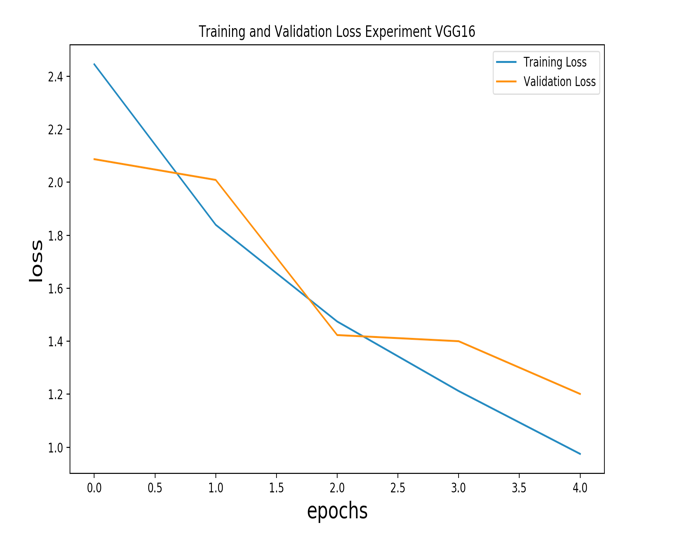 Training and Validation Loss Experiment VGG16
Training Loss
Validation Loss
2.4
2.2
2.0
1.8
1.6
1.4
1.2
1.0
loss
0.0 0.5 1.0 1.5 2.0 2.5 3.0 3.5 4.0
epochs